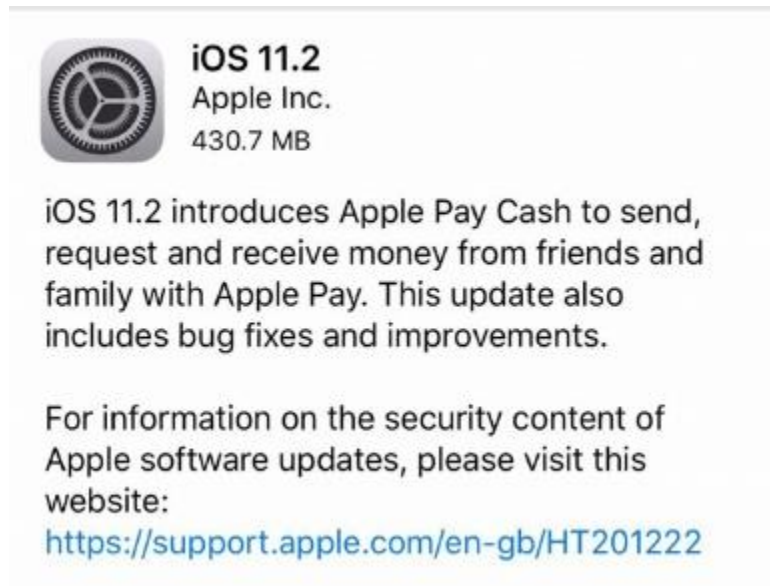 iOS 11.2
Apple Inc.
430.7 MB
iOS 11.2 introduces Apple Pay Cash to send,
request and receive money from friends and
family with Apple Pay. This update also
includes bug fixes and improvements.
For information on the security content of
Apple software updates, please visit this
website:
https://support.apple.com/en-gb/HT201222